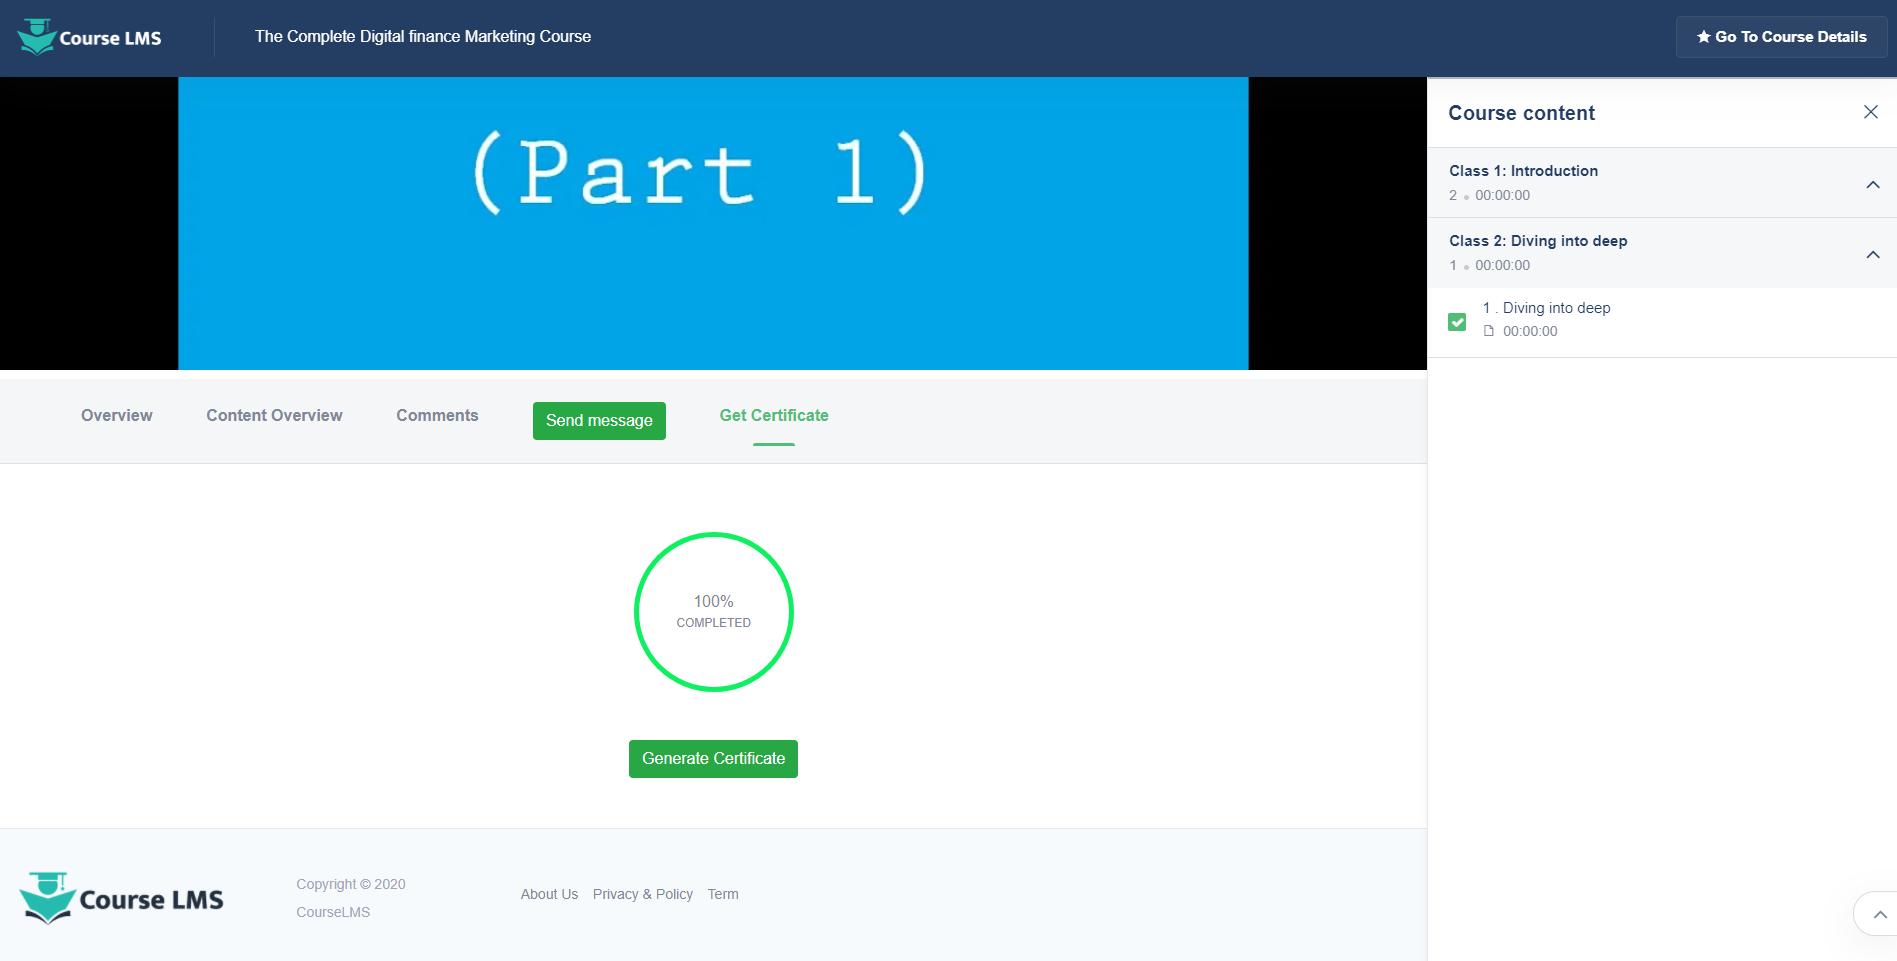 Course LMS
The Complete Digital finance Marketing Course
Go To Course Details
(Part 1)
Overview
Content Overview
Comments
Send message
Get Certificate
100%
COMPLETED
Generate Certificate
Course content
Class 1: Introduction
2 • 00:00:00
Class 2: Diving into deep
1 • 00:00:00
1 . Diving into deep
00:00:00
Course LMS
Copyright © 2020
CourseLMS
About Us
Privacy & Policy
Term